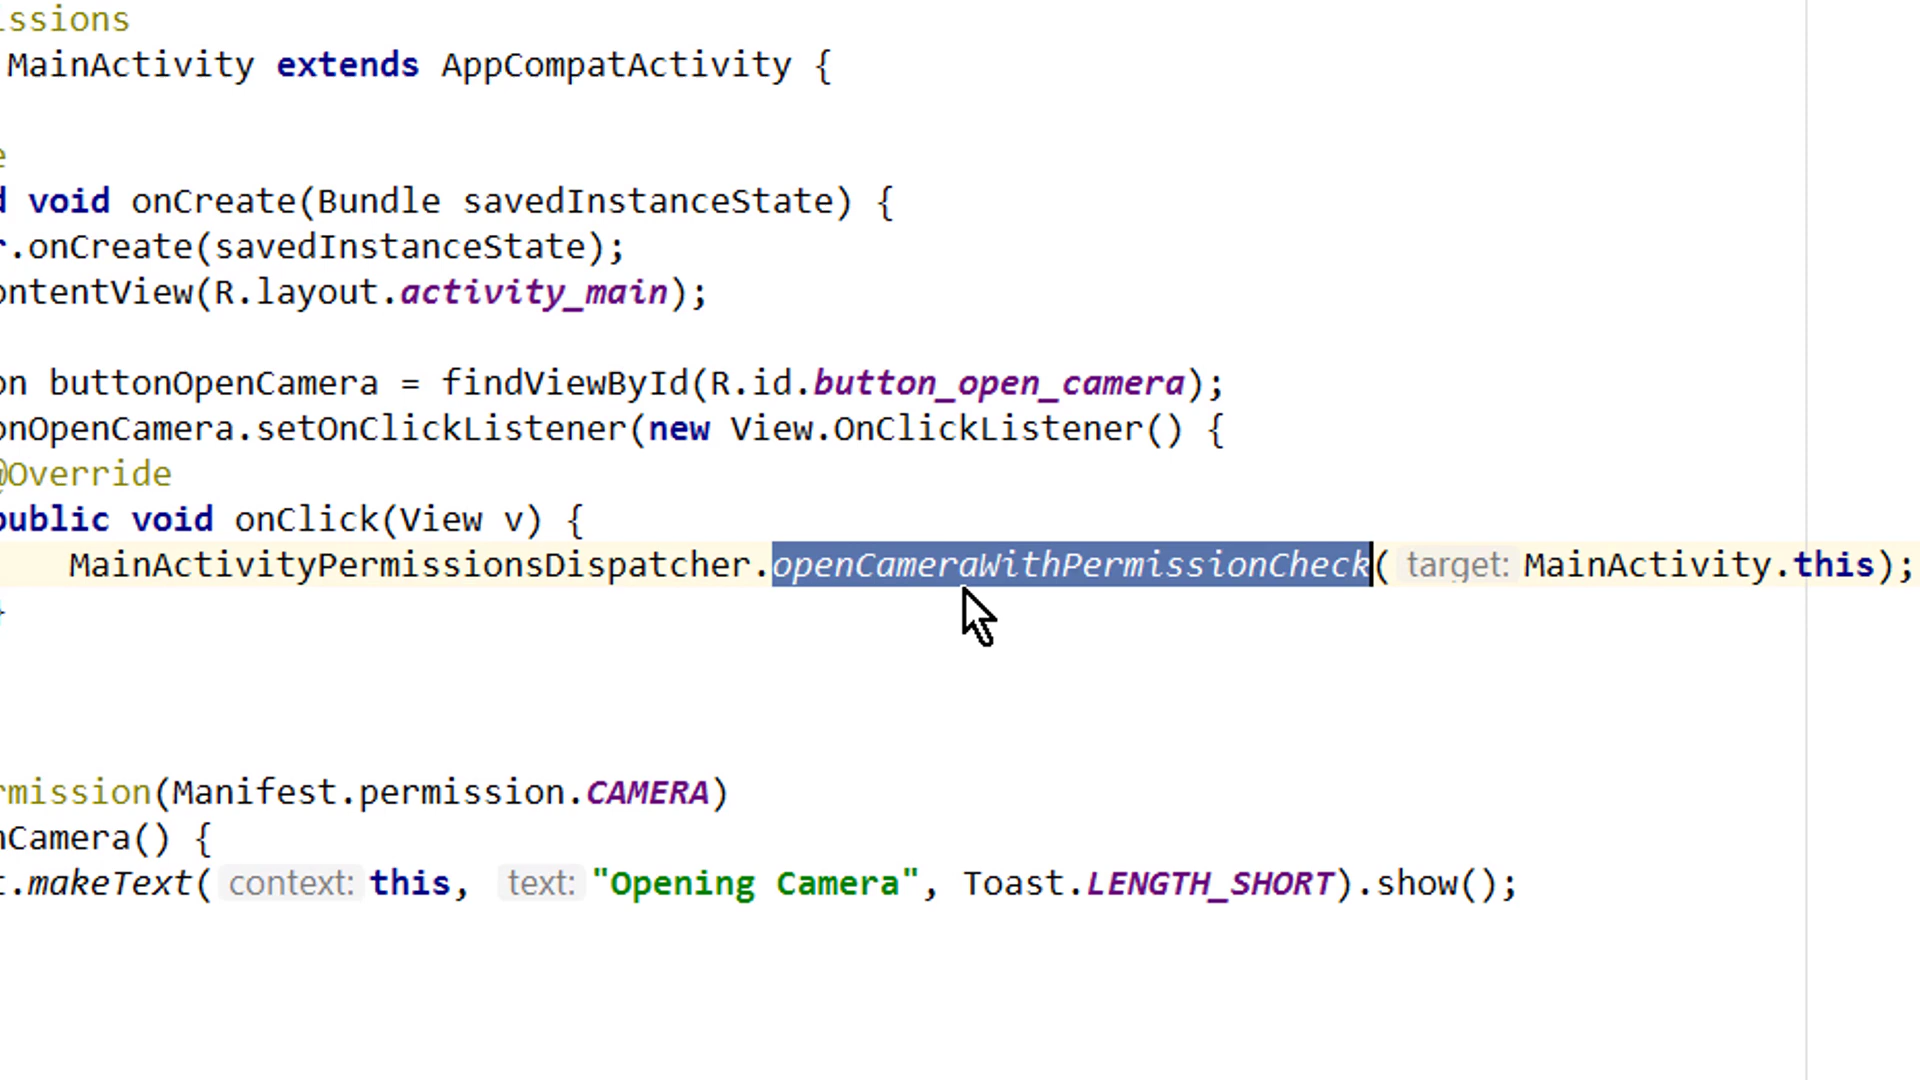 issions
MainActivity extends AppCompatActivity {
e
d void onCreate(Bundle savedInstanceState) {
r.onCreate(savedInstanceState);
ontentView(R.layout.activity_main);
on buttonOpenCamera = findViewById(R.id.button_open_camera);
onOpenCamera.setOnClickListener(new View.OnClickListener() {
@Override
public void onClick(View v) {
MainActivityPermissionsDispatcher.openCameraWithPermissionCheck( target: MainActivity.this);
}
rmission(Manifest.permission.CAMERA)
nCamera() {
t.makeText( context: this, text: "Opening Camera", Toast.LENGTH_SHORT).show();